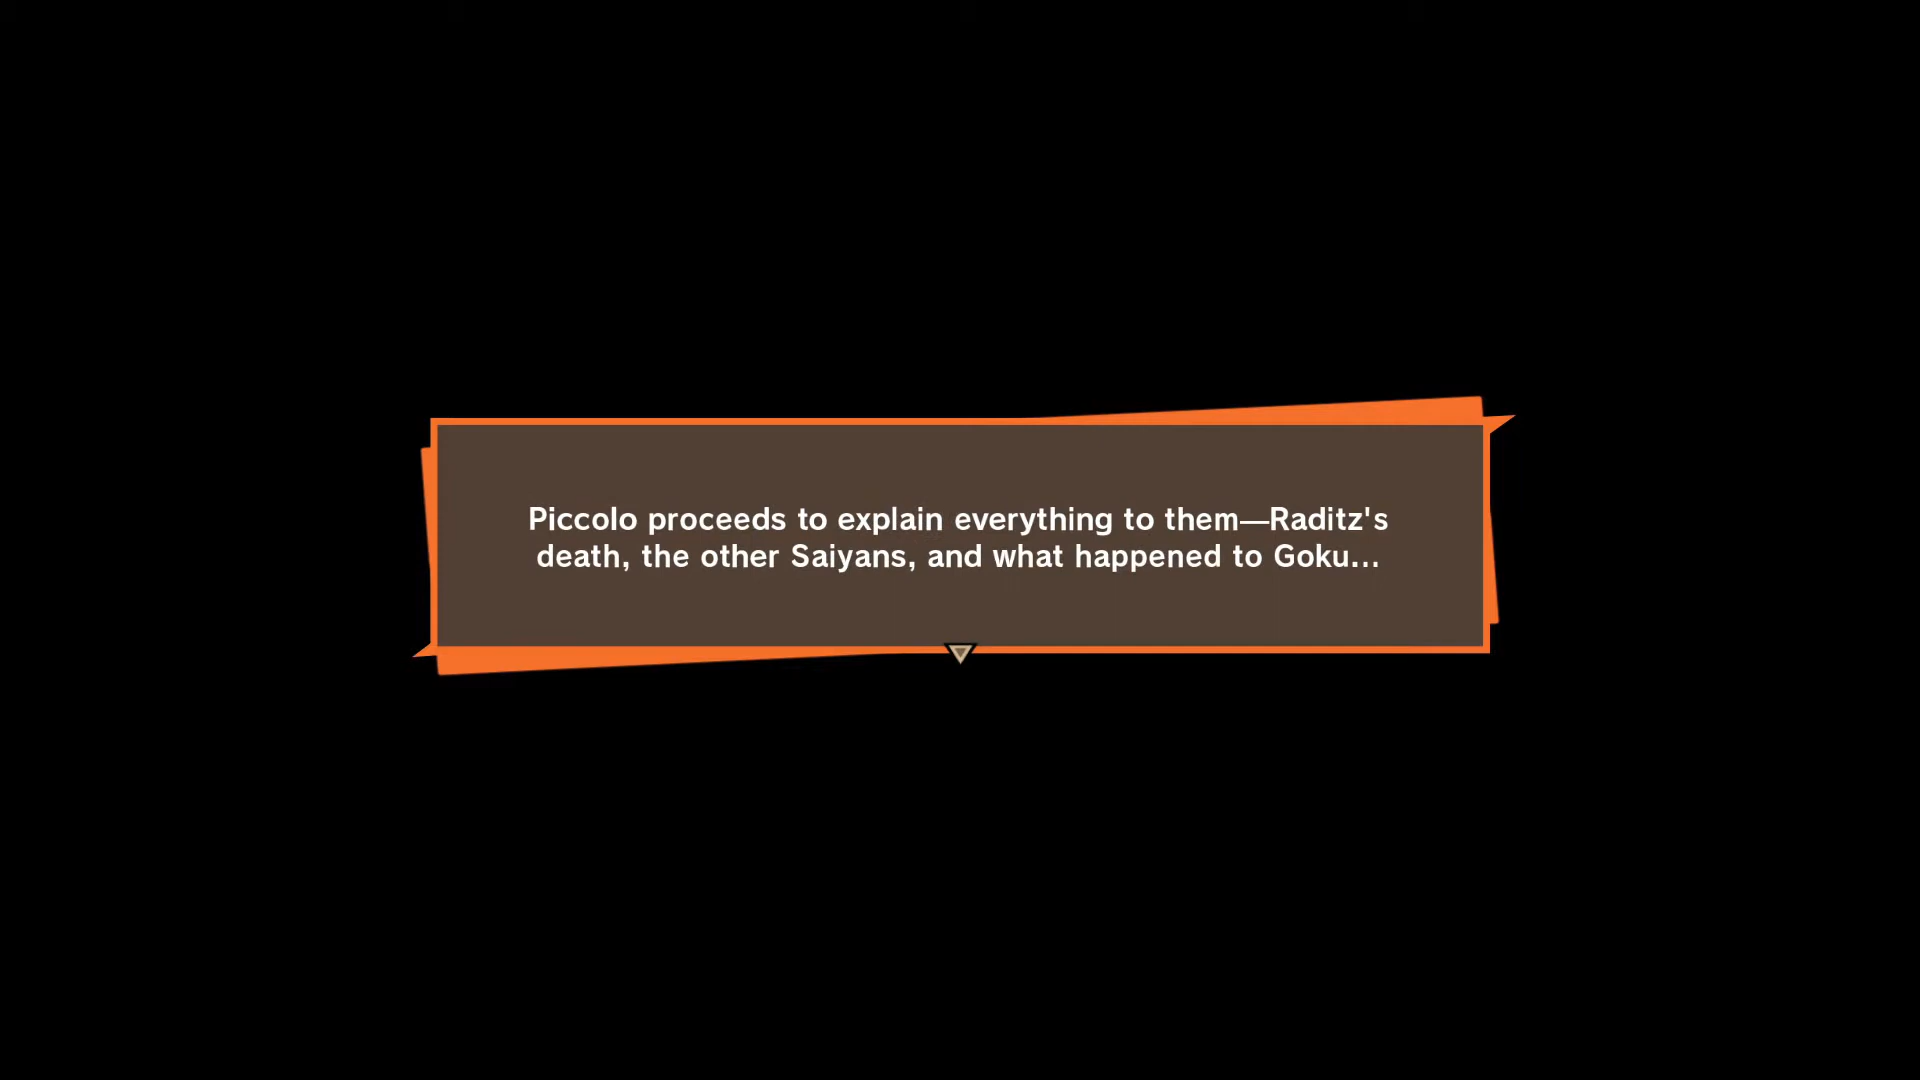 Piccolo proceeds to explain everything to them—Raditz's
death, the other Saiyans, and what happened to Goku...